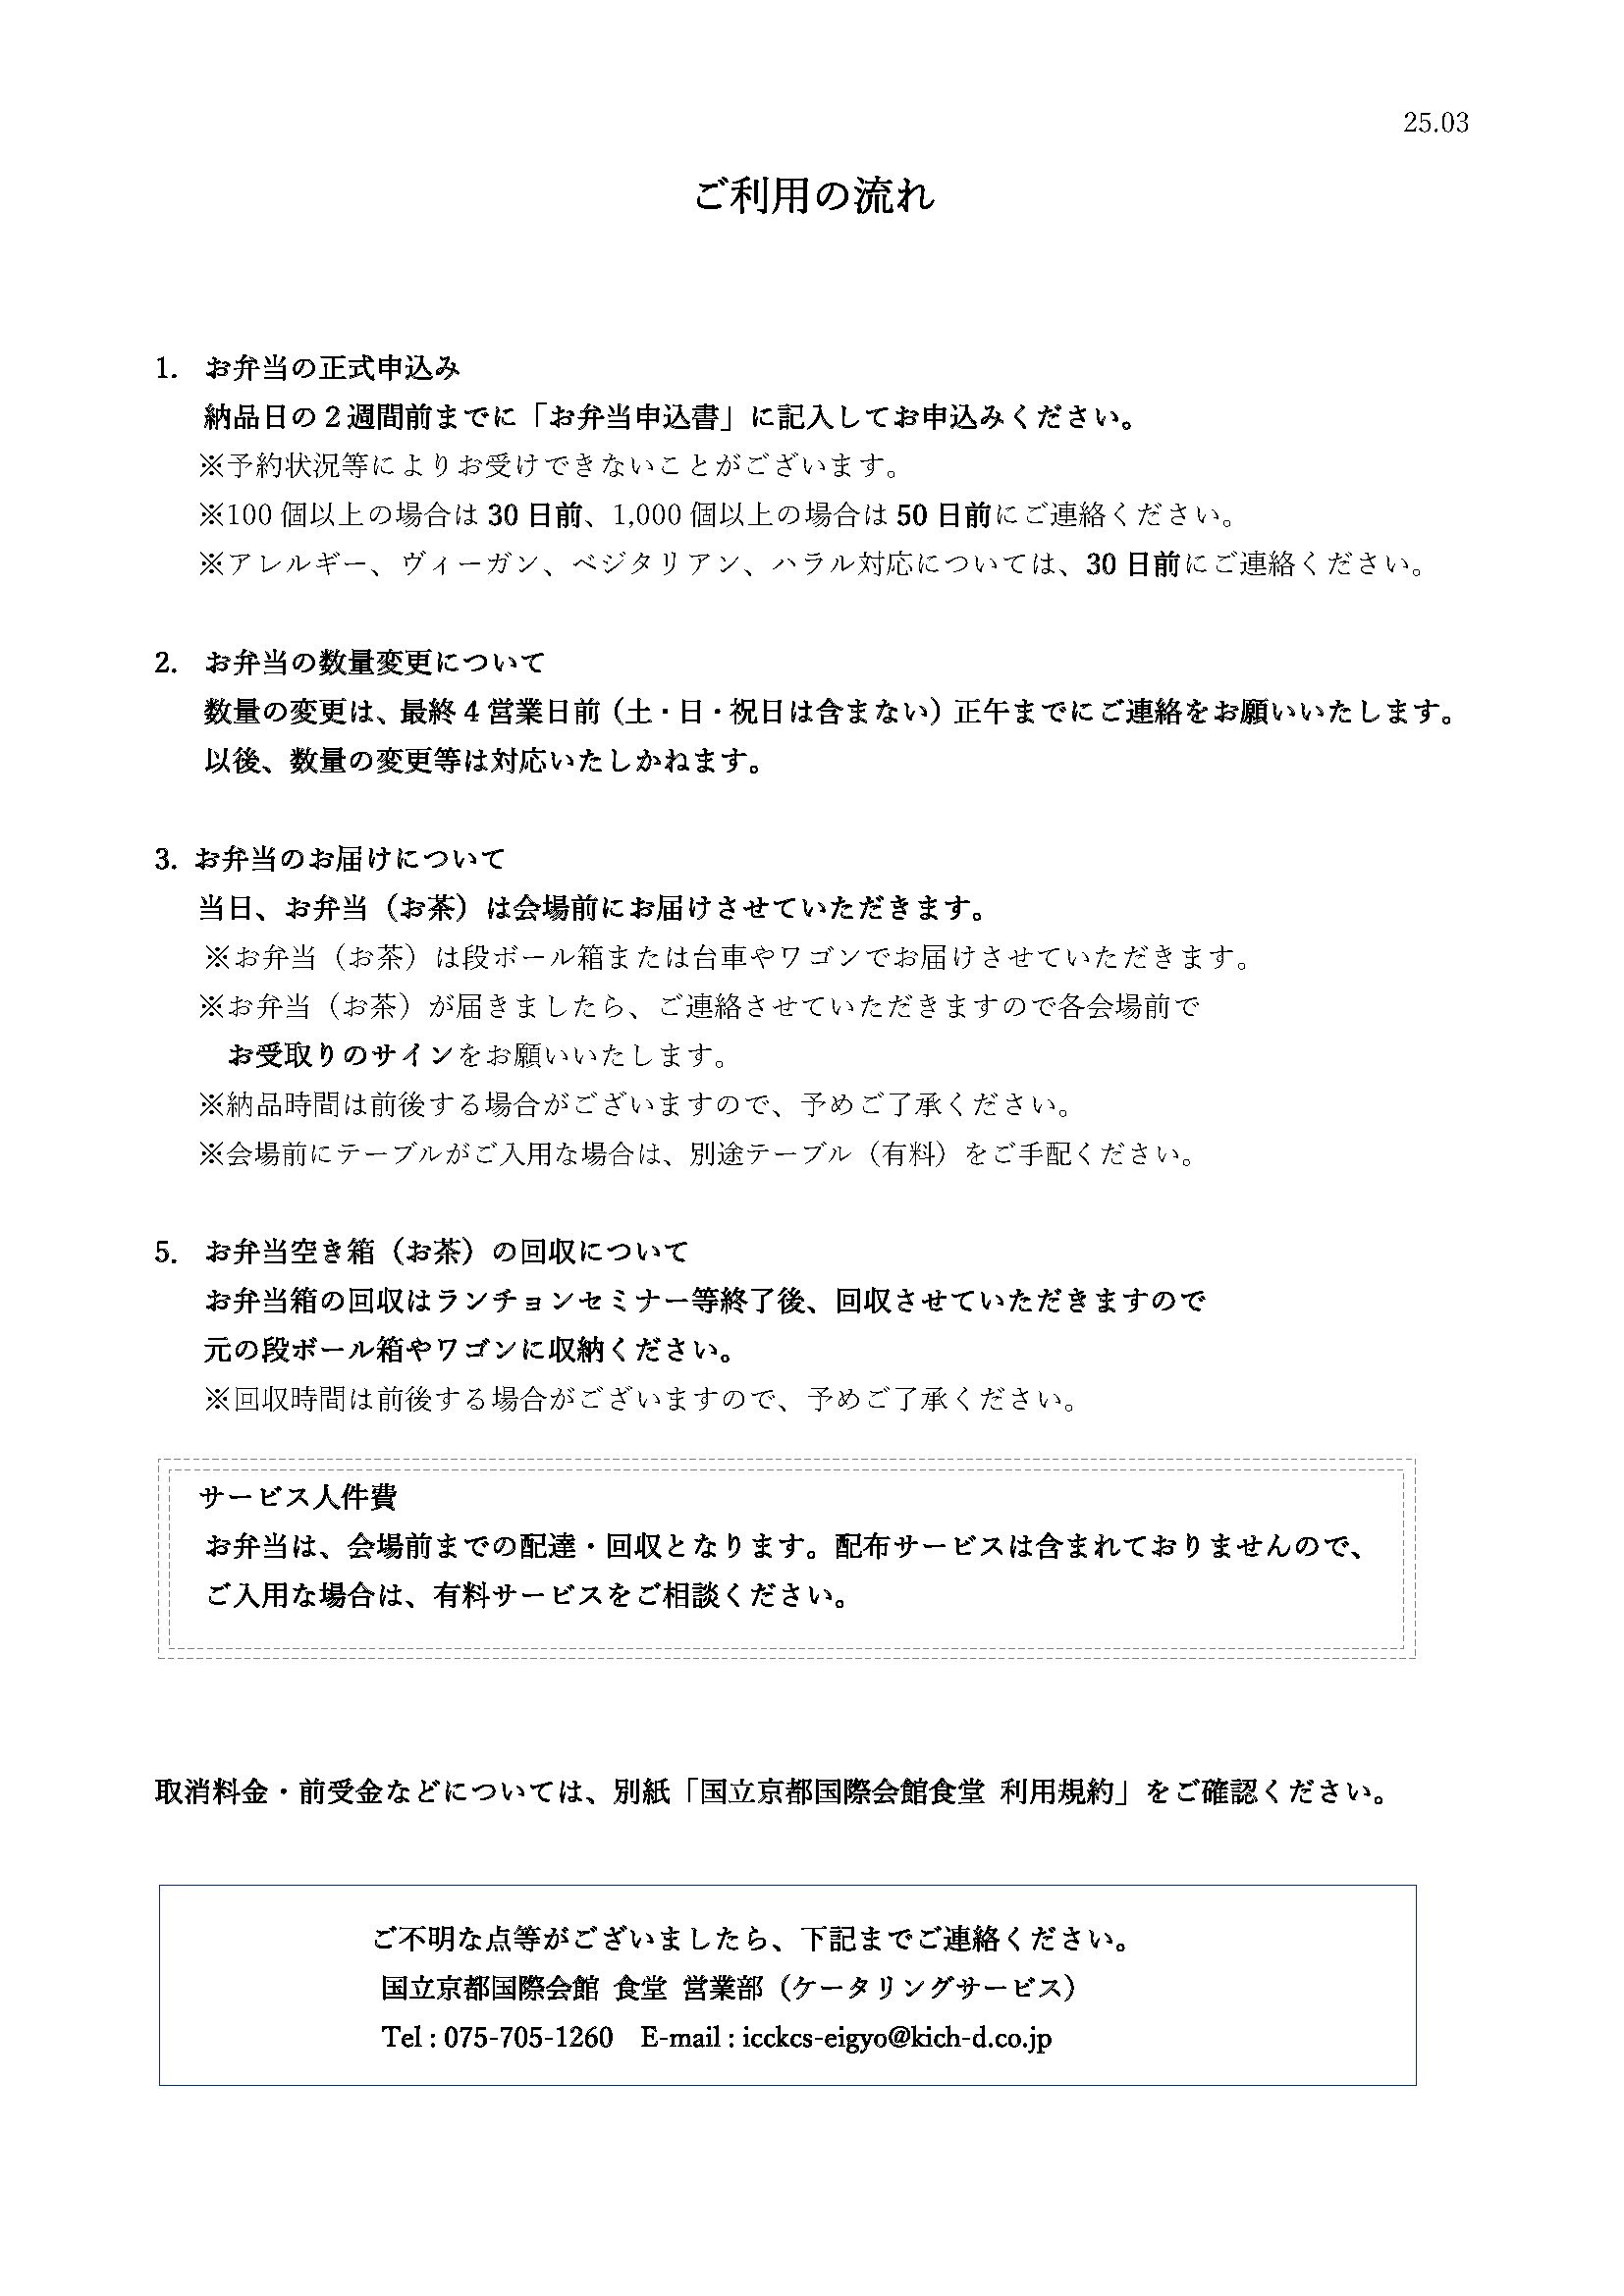 25.03
ご利用の流れ
1. お弁当の正式申込み
納品日の2週間前までに「お弁当申込書」に記入してお申込みください。
※予約状況等によりお受けできないことがございます。
※100個以上の場合は30日前、1,000個以上の場合は50日前にご連絡ください。
※アレルギー、ヴィーガン、ベジタリアン、ハラル対応については、30日前にご連絡ください。
2. お弁当の数量変更について
数量の変更は、最終4営業日前（土・日・祝日は含まない）正午までにご連絡をお願いいたします。
以後、数量の変更等は対応いたしかねます。
3. お弁当のお届けについて
当日、お弁当（お茶）は会場前にお届けさせていただきます。
※お弁当（お茶）は段ボール箱または台車やワゴンでお届けさせていただきます。
※お弁当（お茶）が届きましたら、ご連絡させていただきますので各会場前で
お受取りのサインをお願いいたします。
※納品時間は前後する場合がございますので、予めご了承ください。
※会場前にテーブルがご入用な場合は、別途テーブル（有料）をご手配ください。
5. お弁当空き箱（お茶）の回収について
お弁当箱の回収はランチョンセミナー等終了後、回収させていただきますので
元の段ボール箱やワゴンに収納ください。
※回収時間は前後する場合がございますので、予めご了承ください。
サービス人件費
お弁当は、会場前までの配達・回収となります。配布サービスは含まれておりませんので、
ご入用な場合は、有料サービスをご相談ください。
取消料金・前受金などについては、別紙「国立京都国際会館食堂 利用規約」をご確認ください。
ご不明な点等がございましたら、下記までご連絡ください。
国立京都国際会館 食堂 営業部（ケータリングサービス）
Tel : 075-705-1260 E-mail : icckcs-eigyo@kich-d.co.jp